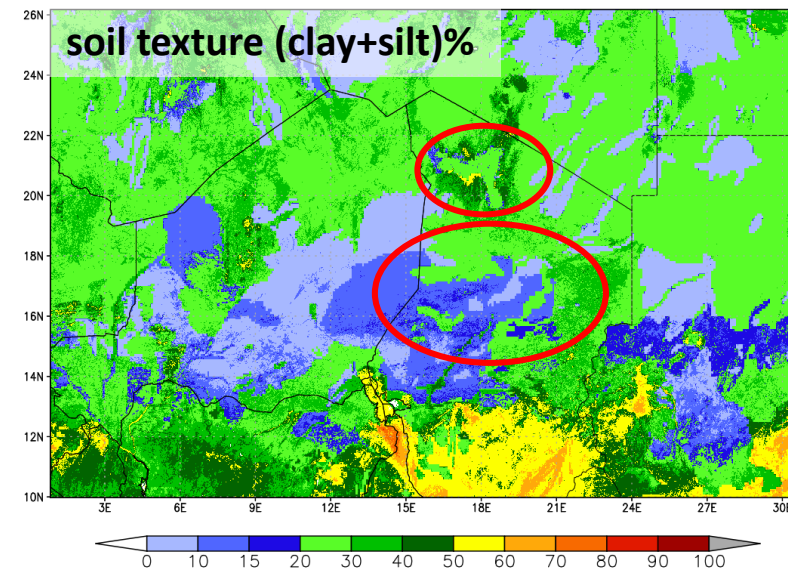 26N
soil texture (clay+silt)%
24N
22N
20N
18N
16N
14N
12N
10N
3E 6E 9E 12E 15E 18E 21E 24E 27E 30E
0 10 15 20 30 40 50 60 70 80 90 100